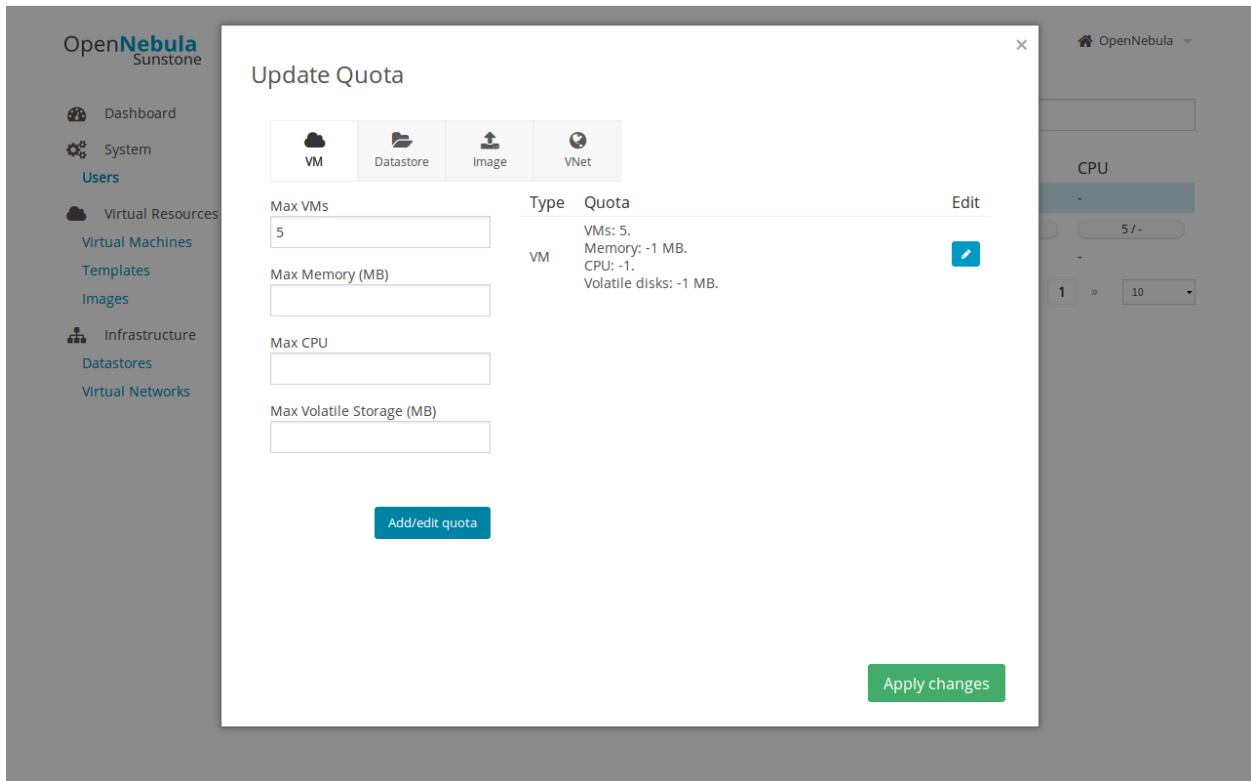 OpenNebula
Sunstone
OpenNebula
Dashboard
System
Users
Virtual Resources
Virtual Machines
Templates
Images
Infrastructure
Datastores
Virtual Networks
×
Update Quota
VM
Datastore
Image
VNet
Max VMs
5
Max Memory (MB)
Max CPU
Max Volatile Storage (MB)
Add/edit quota
Type Quota Edit
VM
VMs: 5.
Memory: -1 MB.
CPU: -1.
Volatile disks: -1 MB.
Apply changes
CPU
-
5 / -
-
1 » 10